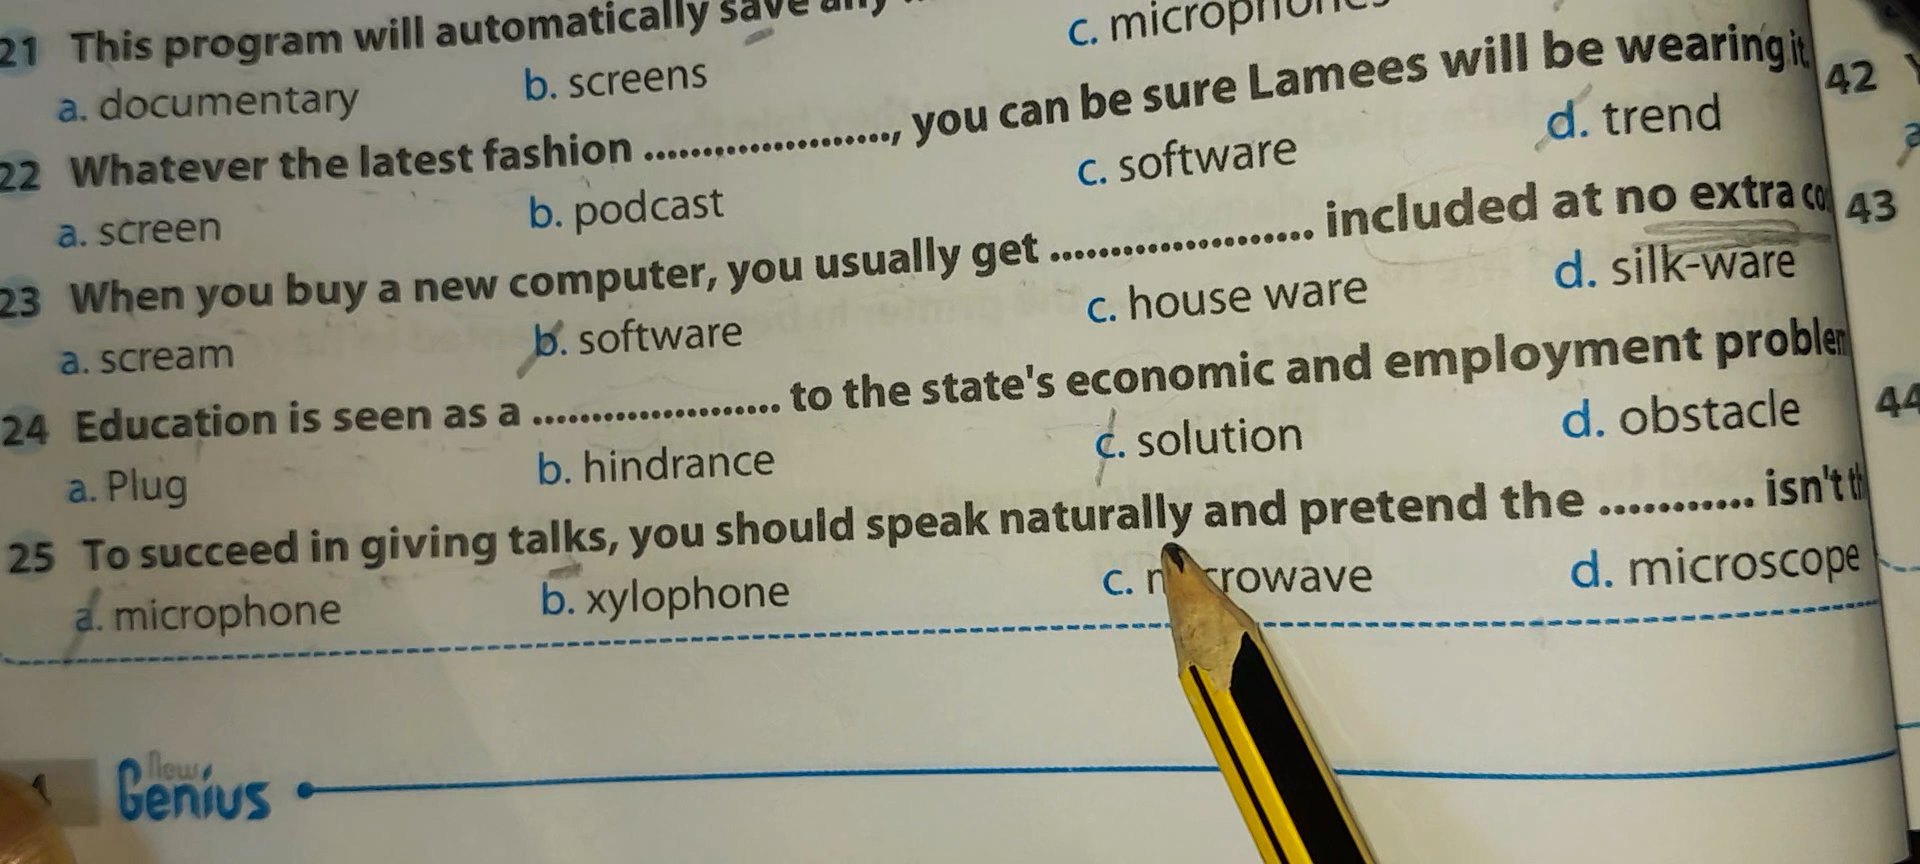 21 This program will automatically save any
a. documentary b. screens c. microphones
22 Whatever the latest fashion ...................., you can be sure Lamees will be wearing it
a. screen b. podcast c. software d. trend
23 When you buy a new computer, you usually get .................... included at no extra
a. scream b. software c. house ware d. silk-ware
24 Education is seen as a .................... to the state's economic and employment
a. Plug b. hindrance c. solution d. obstacle
25 To succeed in giving talks, you should speak naturally and pretend the ........... isn't
a. microphone b. xylophone d. microscope
New Genius
42
43
44